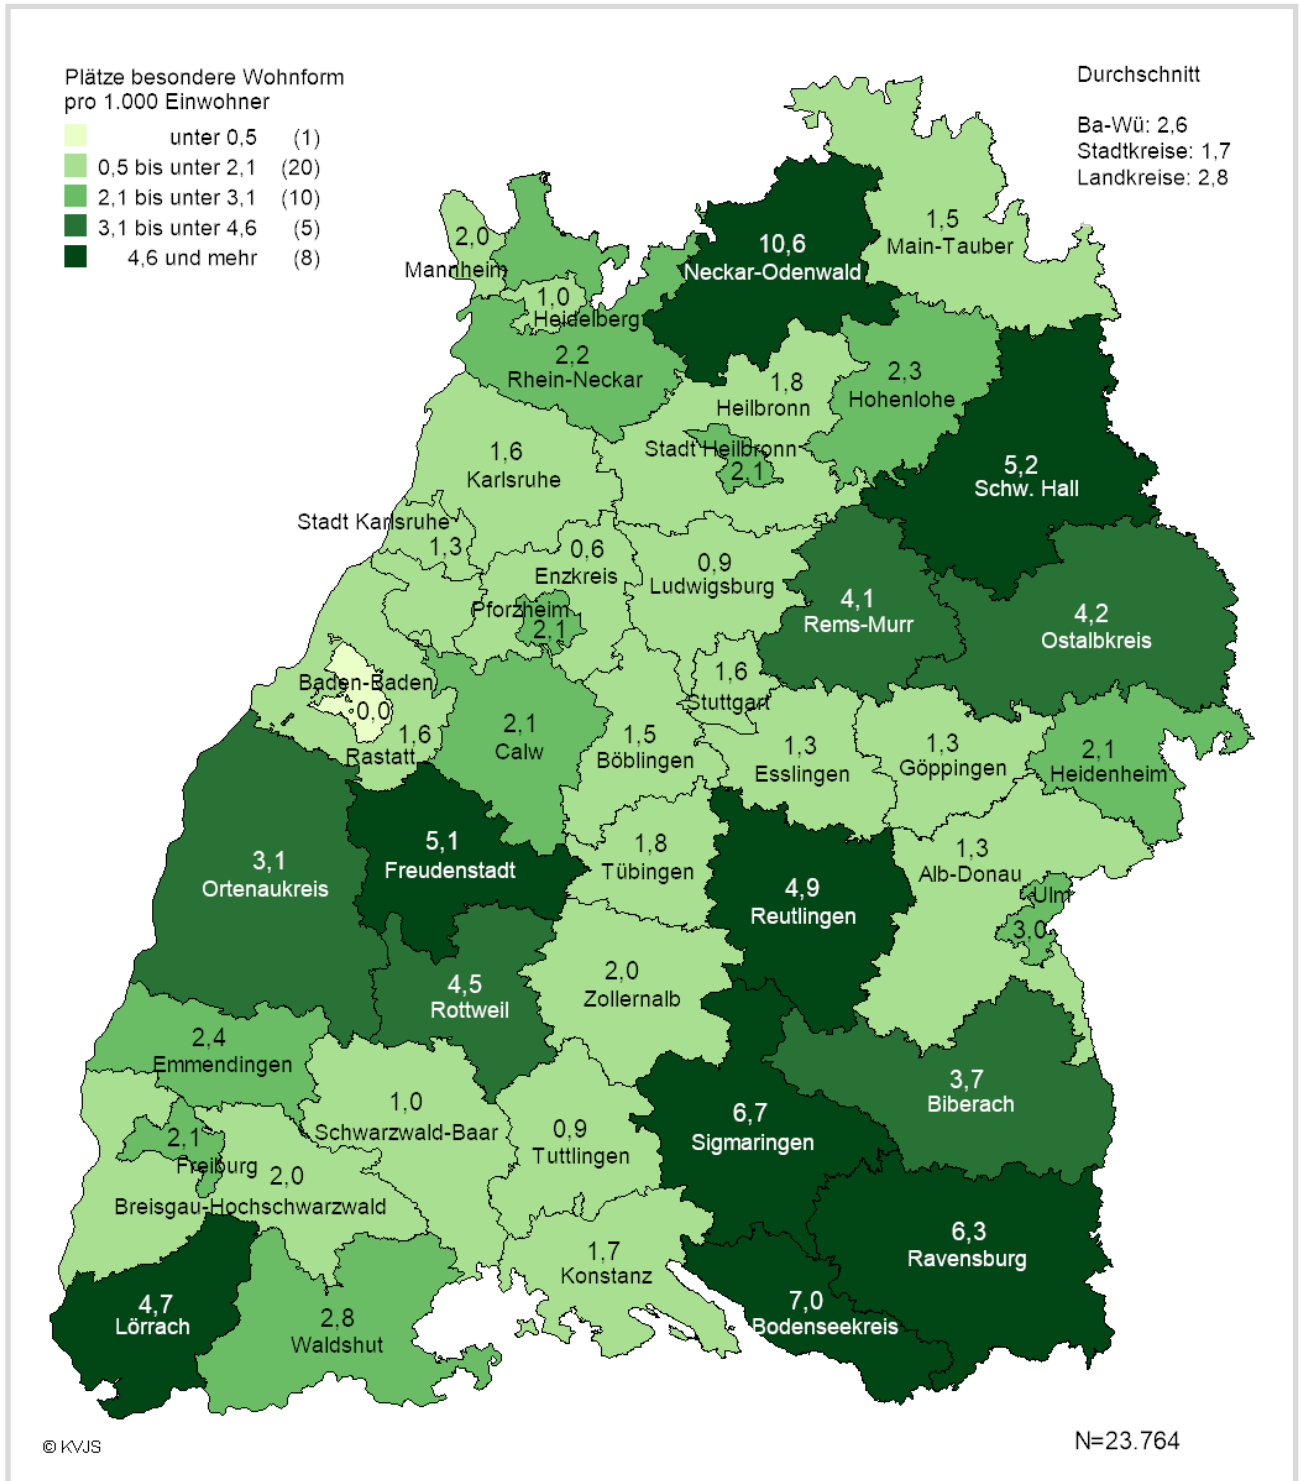 Plätze besondere Wohnform
pro 1.000 Einwohner
unter 0,5 (1)
0,5 bis unter 2,1 (20)
2,1 bis unter 3,1 (10)
3,1 bis unter 4,6 (5)
4,6 und mehr (8)
Durchschnitt
Ba-Wü: 2,6
Stadtkreise: 1,7
Landkreise: 2,8
1,5
Main-Tauber
2,0
Mannheim
10,6
Neckar-Odenwald
1,0
Heidelberg
2,2
Rhein-Neckar
1,8
Heilbronn
2,3
Hohenlohe
Stadt Heilbronn
2,1
1,6
Karlsruhe
5,2
Schw. Hall
Stadt Karlsruhe
1,3
0,6
Enzkreis
0,9
Ludwigsburg
4,1
Rems-Murr
4,2
Ostalbkreis
Pforzheim
2,1
Baden-Baden
0,0
1,6
Rastatt
1,6
Stuttgart
2,1
Calw
1,5
Böblingen
1,3
Esslingen
1,3
Göppingen
2,1
Heidenheim
5,1
Freudenstadt
3,1
Ortenaukreis
1,8
Tübingen
4,9
Reutlingen
1,3
Alb-Donau
Ulm
3,0
4,5
Rottweil
2,0
Zollernalb
2,4
Emmendingen
3,7
Biberach
1,0
Schwarzwald-Baar
0,9
Tuttlingen
6,7
Sigmaringen
2,1
Freiburg
2,0
Breisgau-Hochschwarzwald
6,3
Ravensburg
1,7
Konstanz
7,0
Bodenseekreis
4,7
Lörrach
2,8
Waldshut
© KVJS
N=23.764